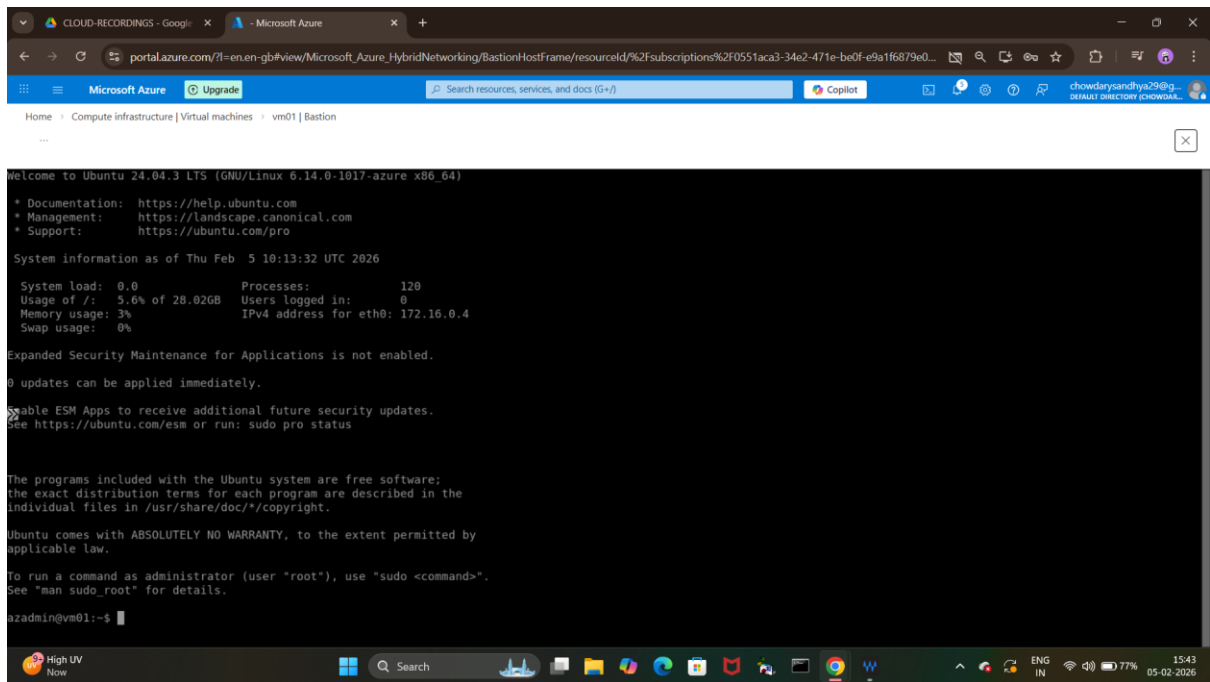 CLOUD-RECORDINGS - Google
- Microsoft Azure
portal.azure.com/?l=en.en-gb#view/Microsoft_Azure_HybridNetworking/BastionHostFrame/resourceId/%2Fsubscriptions%2F0551aca3-34e2-471e-be0f-e9a1f6879e0...
Microsoft Azure
Upgrade
Search resources, services, and docs (G+/)
Copilot
5
chowdarysandhya29@g...
DEFAULT DIRECTORY (CHOWDAR...
Home > Compute infrastructure | Virtual machines > vm01 | Bastion
...
Welcome to Ubuntu 24.04.3 LTS (GNU/Linux 6.14.0-1017-azure x86_64)
* Documentation: https://help.ubuntu.com
* Management: https://landscape.canonical.com
* Support: https://ubuntu.com/pro
System information as of Thu Feb 5 10:13:32 UTC 2026
System load: 0.0 Processes: 120
Usage of /: 5.6% of 28.02GB Users logged in: 0
Memory usage: 3% IPv4 address for eth0: 172.16.0.4
Swap usage: 0%
Expanded Security Maintenance for Applications is not enabled.
0 updates can be applied immediately.
Enable ESM Apps to receive additional future security updates.
See https://ubuntu.com/esm or run: sudo pro status
The programs included with the Ubuntu system are free software;
the exact distribution terms for each program are described in the
individual files in /usr/share/doc/*/copyright.
Ubuntu comes with ABSOLUTELY NO WARRANTY, to the extent permitted by
applicable law.
To run a command as administrator (user "root"), use "sudo <command>".
See "man sudo_root" for details.
azadmin@vm01:~$
9+
High UV
Now
Search
ENG
IN
77%
15:43
05-02-2026